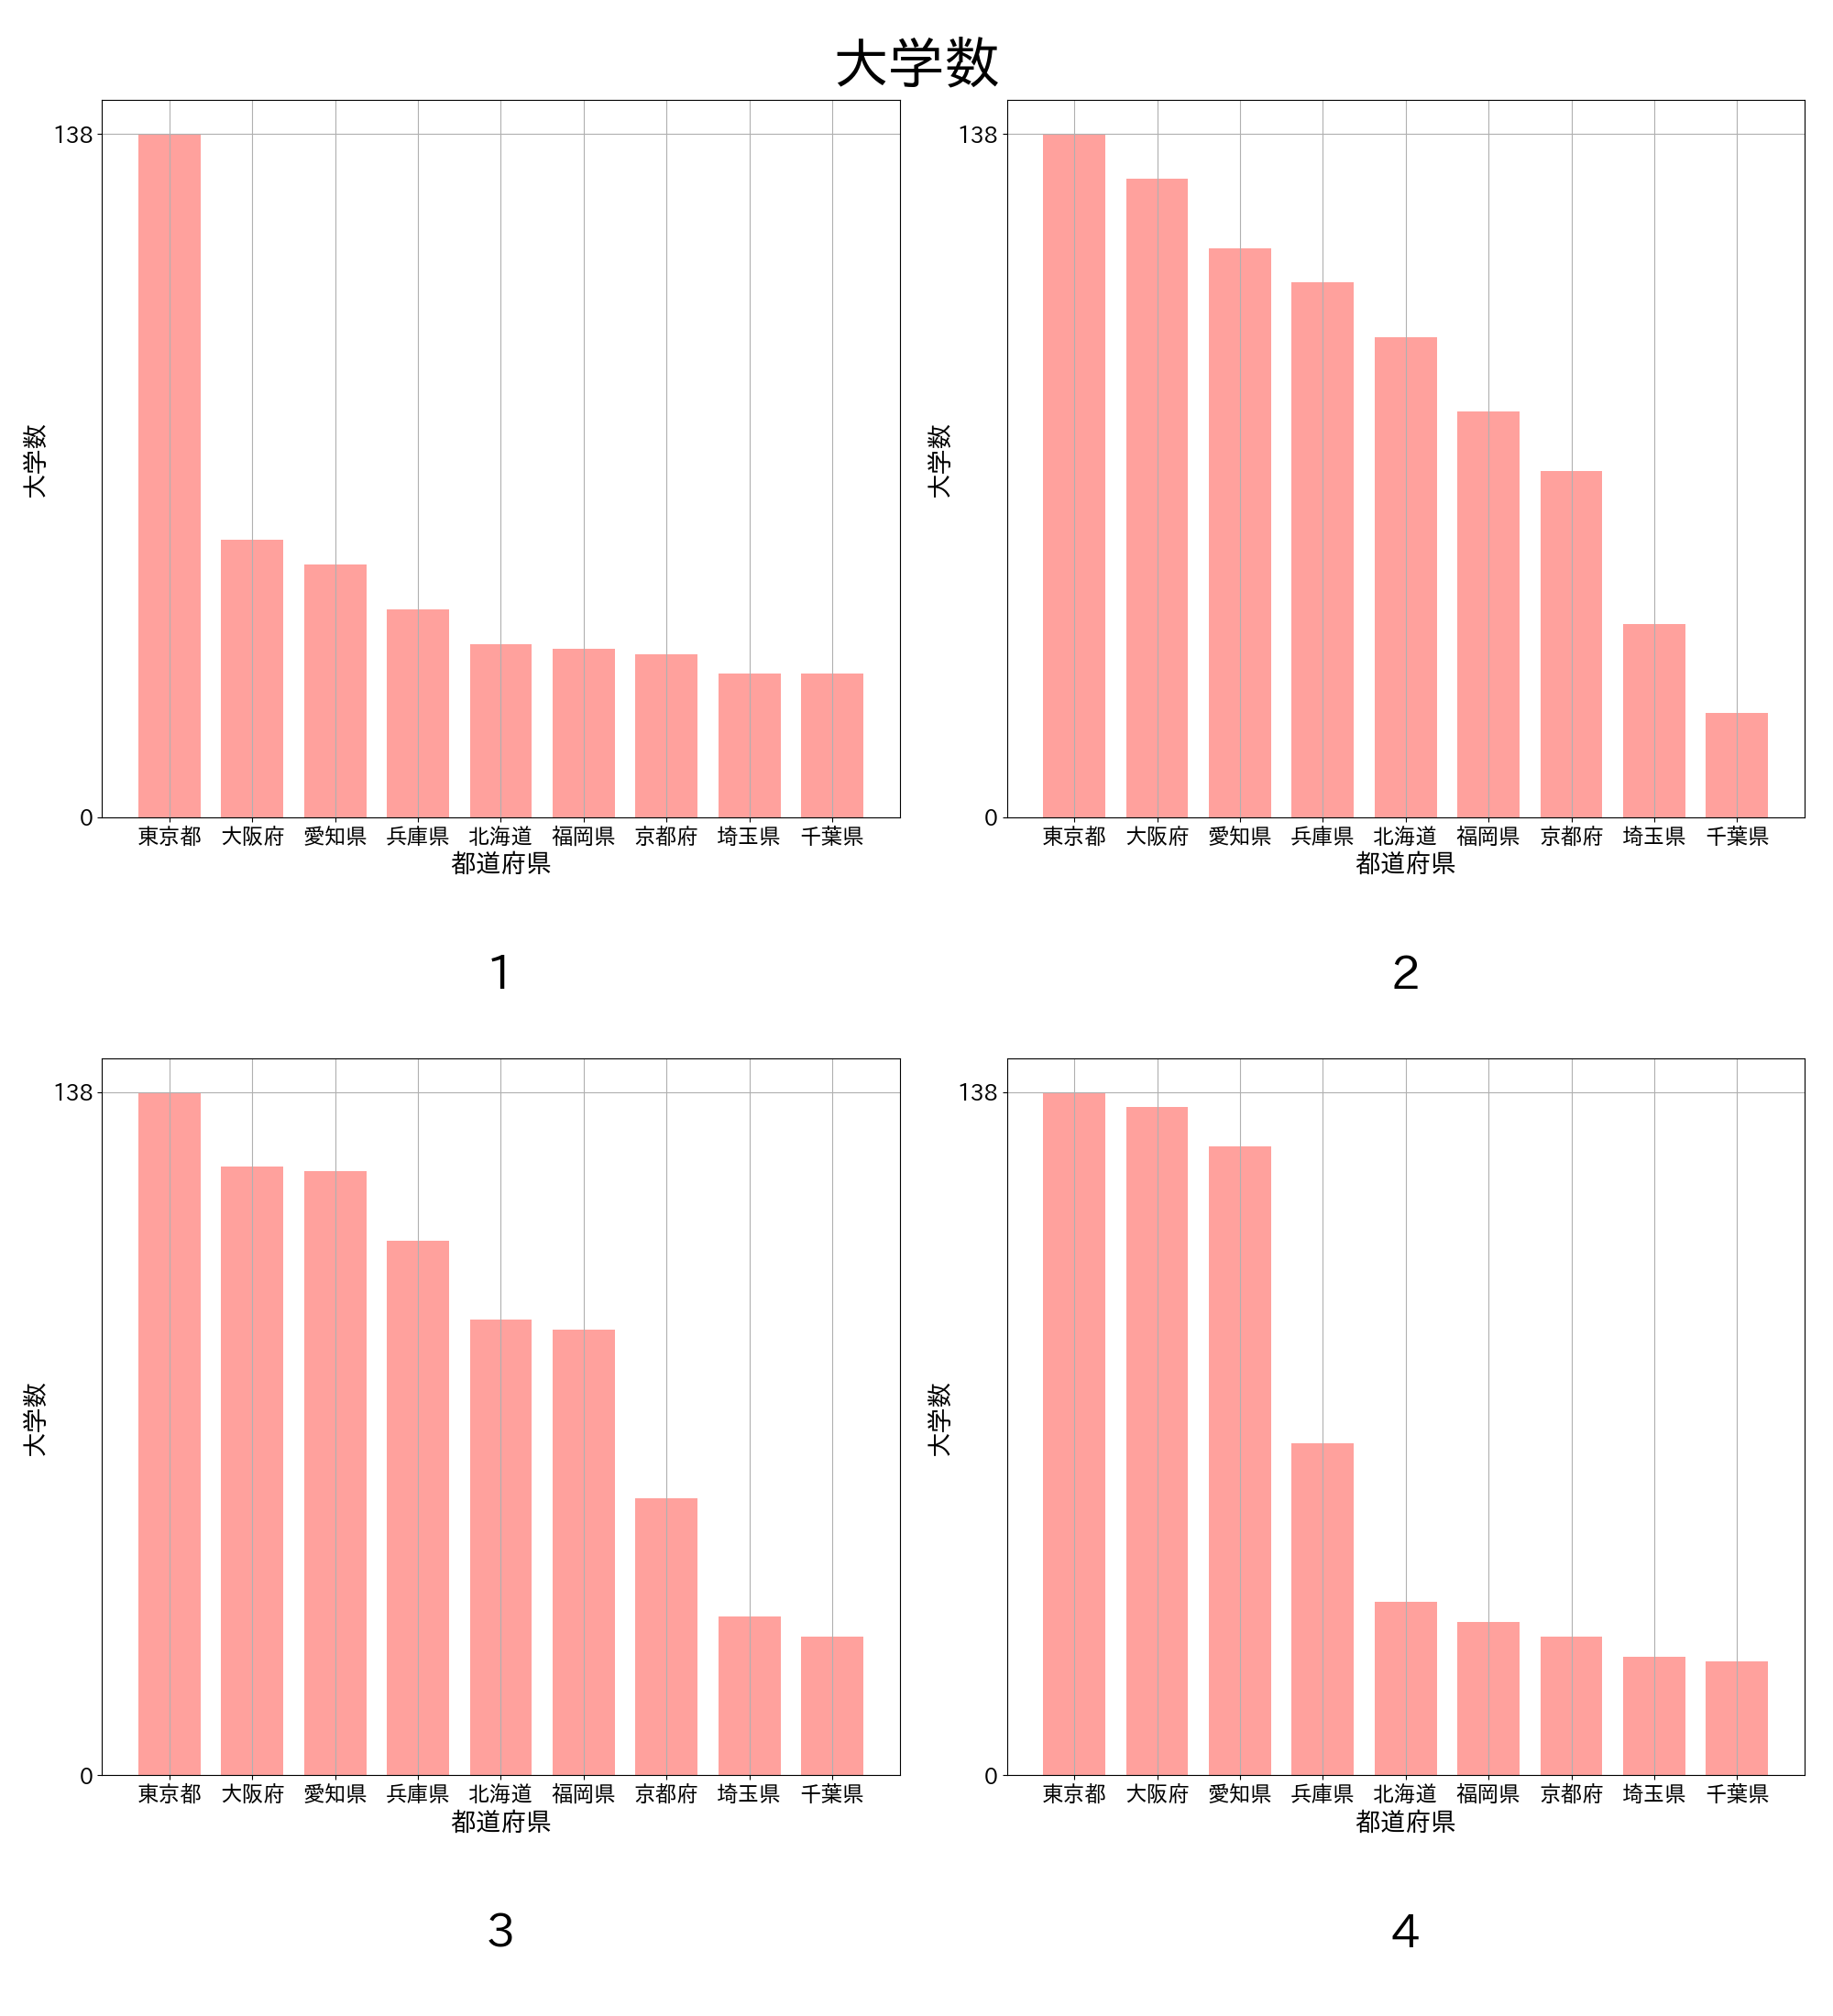 大学数
138
0
大学数
東京都 大阪府 愛知県 兵庫県 北海道 福岡県 京都府 埼玉県 千葉県
都道府県
1
138
0
大学数
東京都 大阪府 愛知県 兵庫県 北海道 福岡県 京都府 埼玉県 千葉県
都道府県
2
138
0
大学数
東京都 大阪府 愛知県 兵庫県 北海道 福岡県 京都府 埼玉県 千葉県
都道府県
3
138
0
大学数
東京都 大阪府 愛知県 兵庫県 北海道 福岡県 京都府 埼玉県 千葉県
都道府県
4